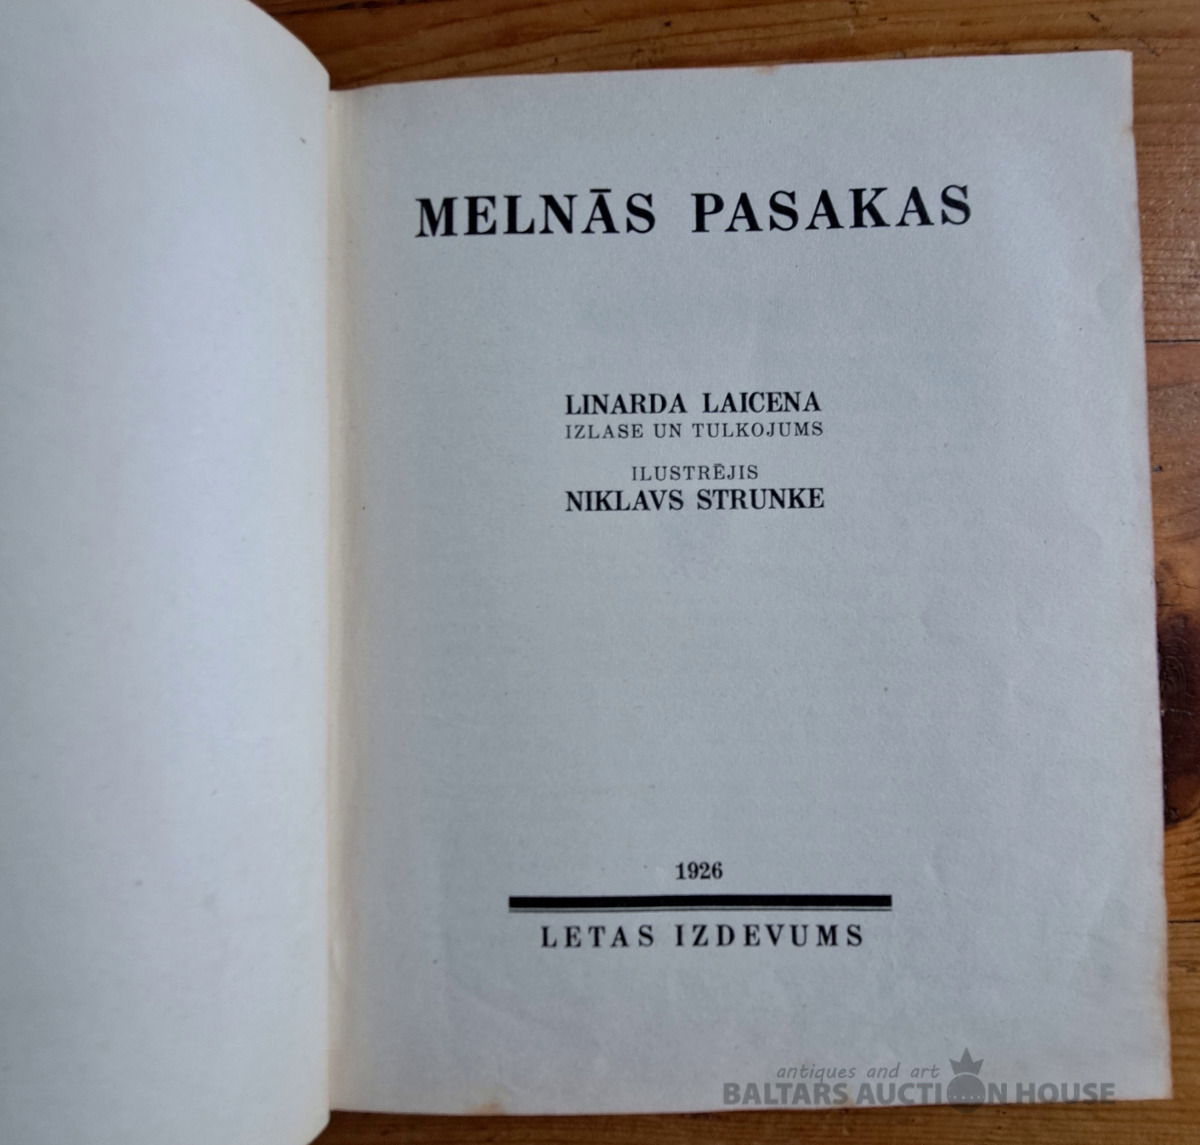 MELNĀS PASAKAS
LINARDA LAICENA
IZLASE UN TULKOJUMS
ILUSTRĒJIS
NIKLAVS STRUNKE
1926
LETAS IZDEVUMS
antiques and art
BALTARS AUCTION HOUSE